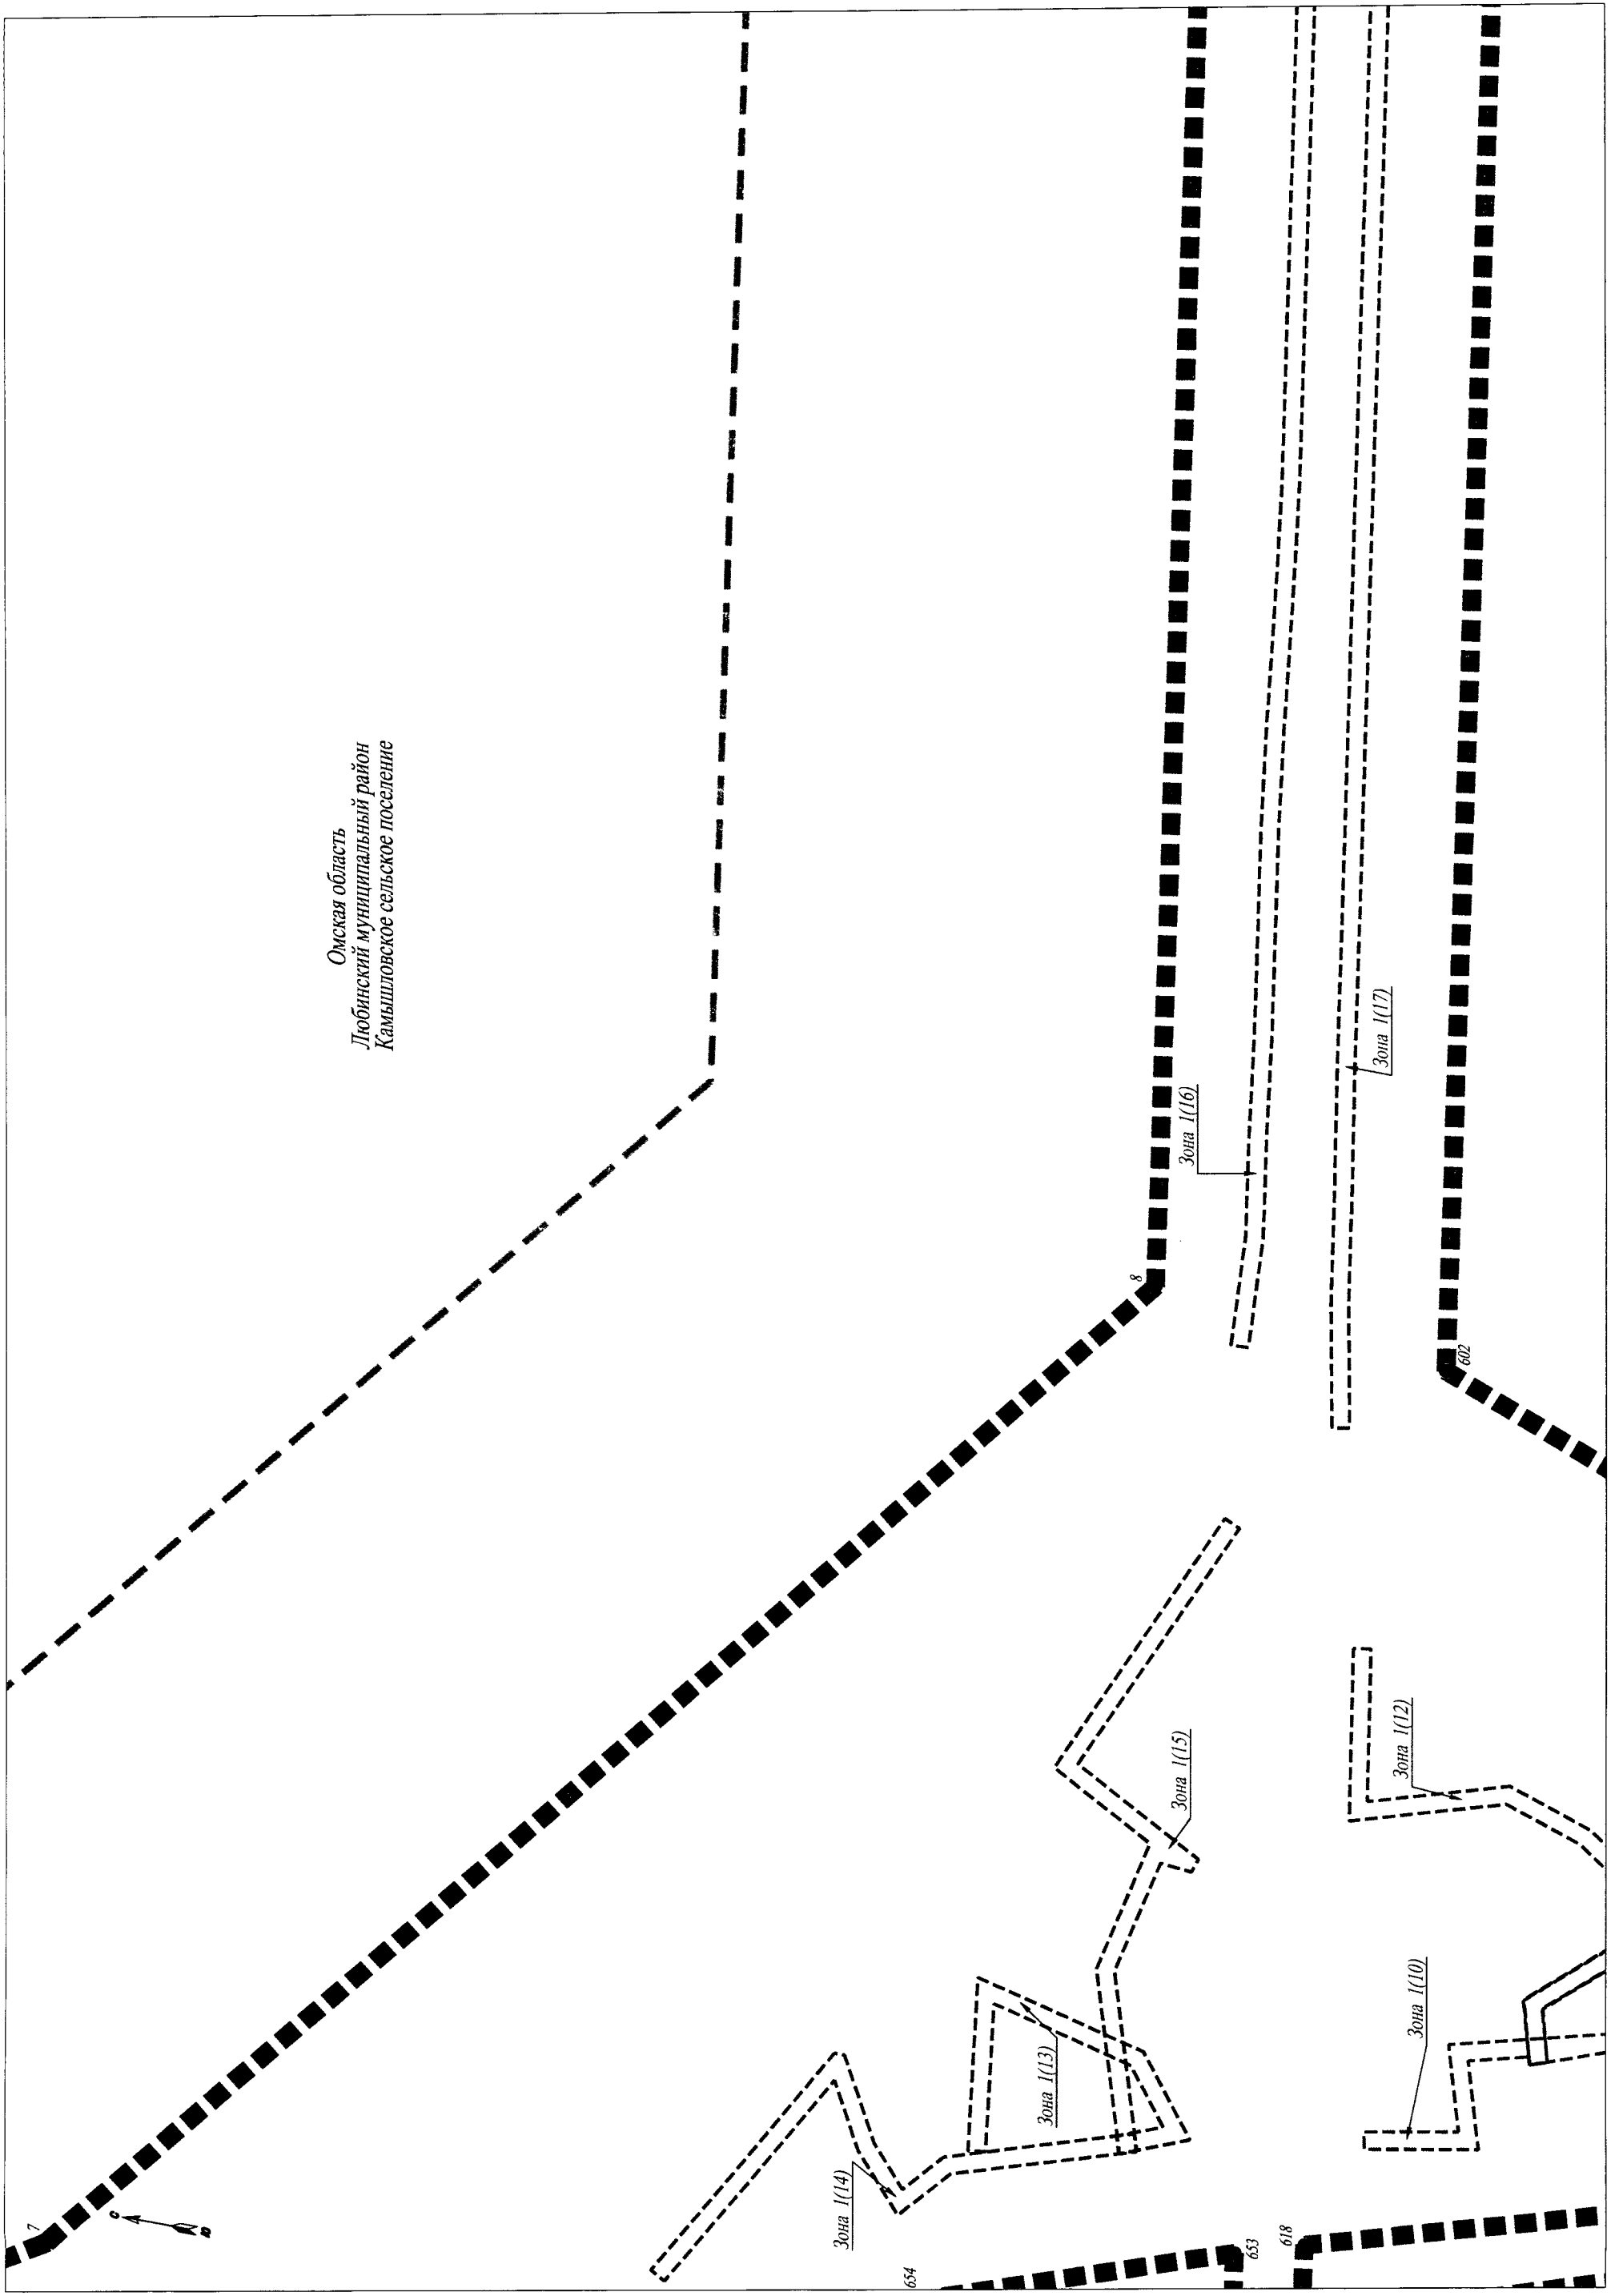 Омская область
Любинский муниципальный район
Камышловское сельское поселение
7
С
Ю
8
Зона 1(16)
Зона 1(17)
602
Зона 1(15)
Зона 1(12)
Зона 1(13)
Зона 1(14)
Зона 1(10)
654
653
618